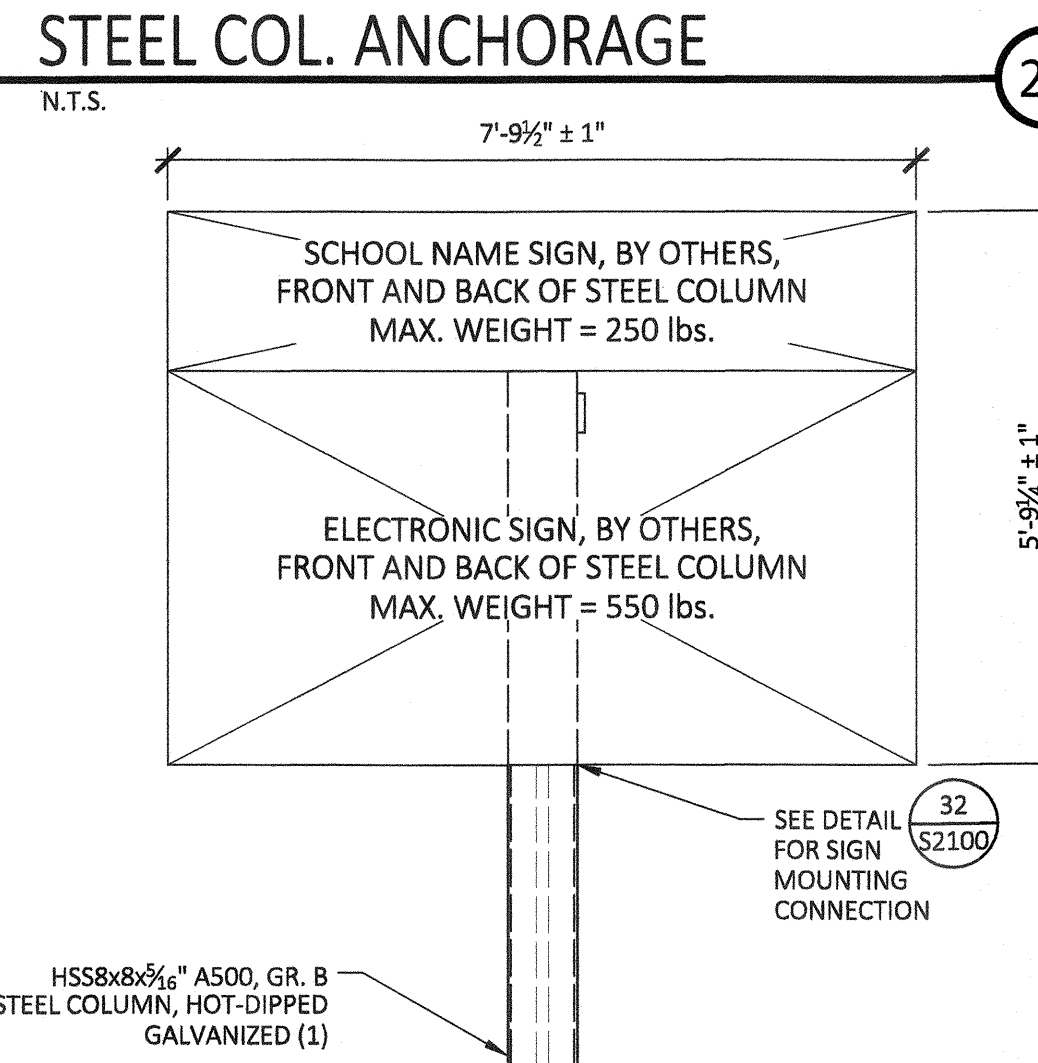 STEEL COL. ANCHORAGE
2
N.T.S.
7'-9½" ± 1"
SCHOOL NAME SIGN, BY OTHERS,
FRONT AND BACK OF STEEL COLUMN
MAX. WEIGHT = 250 lbs.
5'-9¼" ± 1"
ELECTRONIC SIGN, BY OTHERS,
FRONT AND BACK OF STEEL COLUMN
MAX. WEIGHT = 550 lbs.
SEE DETAIL
FOR SIGN
MOUNTING
CONNECTION
32
S2100
HSS8x8x5⁄16" A500, GR. B
STEEL COLUMN, HOT-DIPPED
GALVANIZED (1)